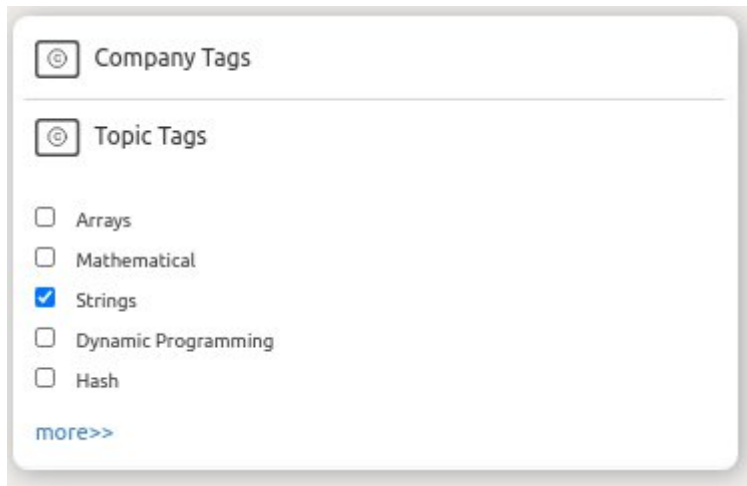 © Company Tags
© Topic Tags
Arrays
Mathematical
Strings
Dynamic Programming
Hash
more>>